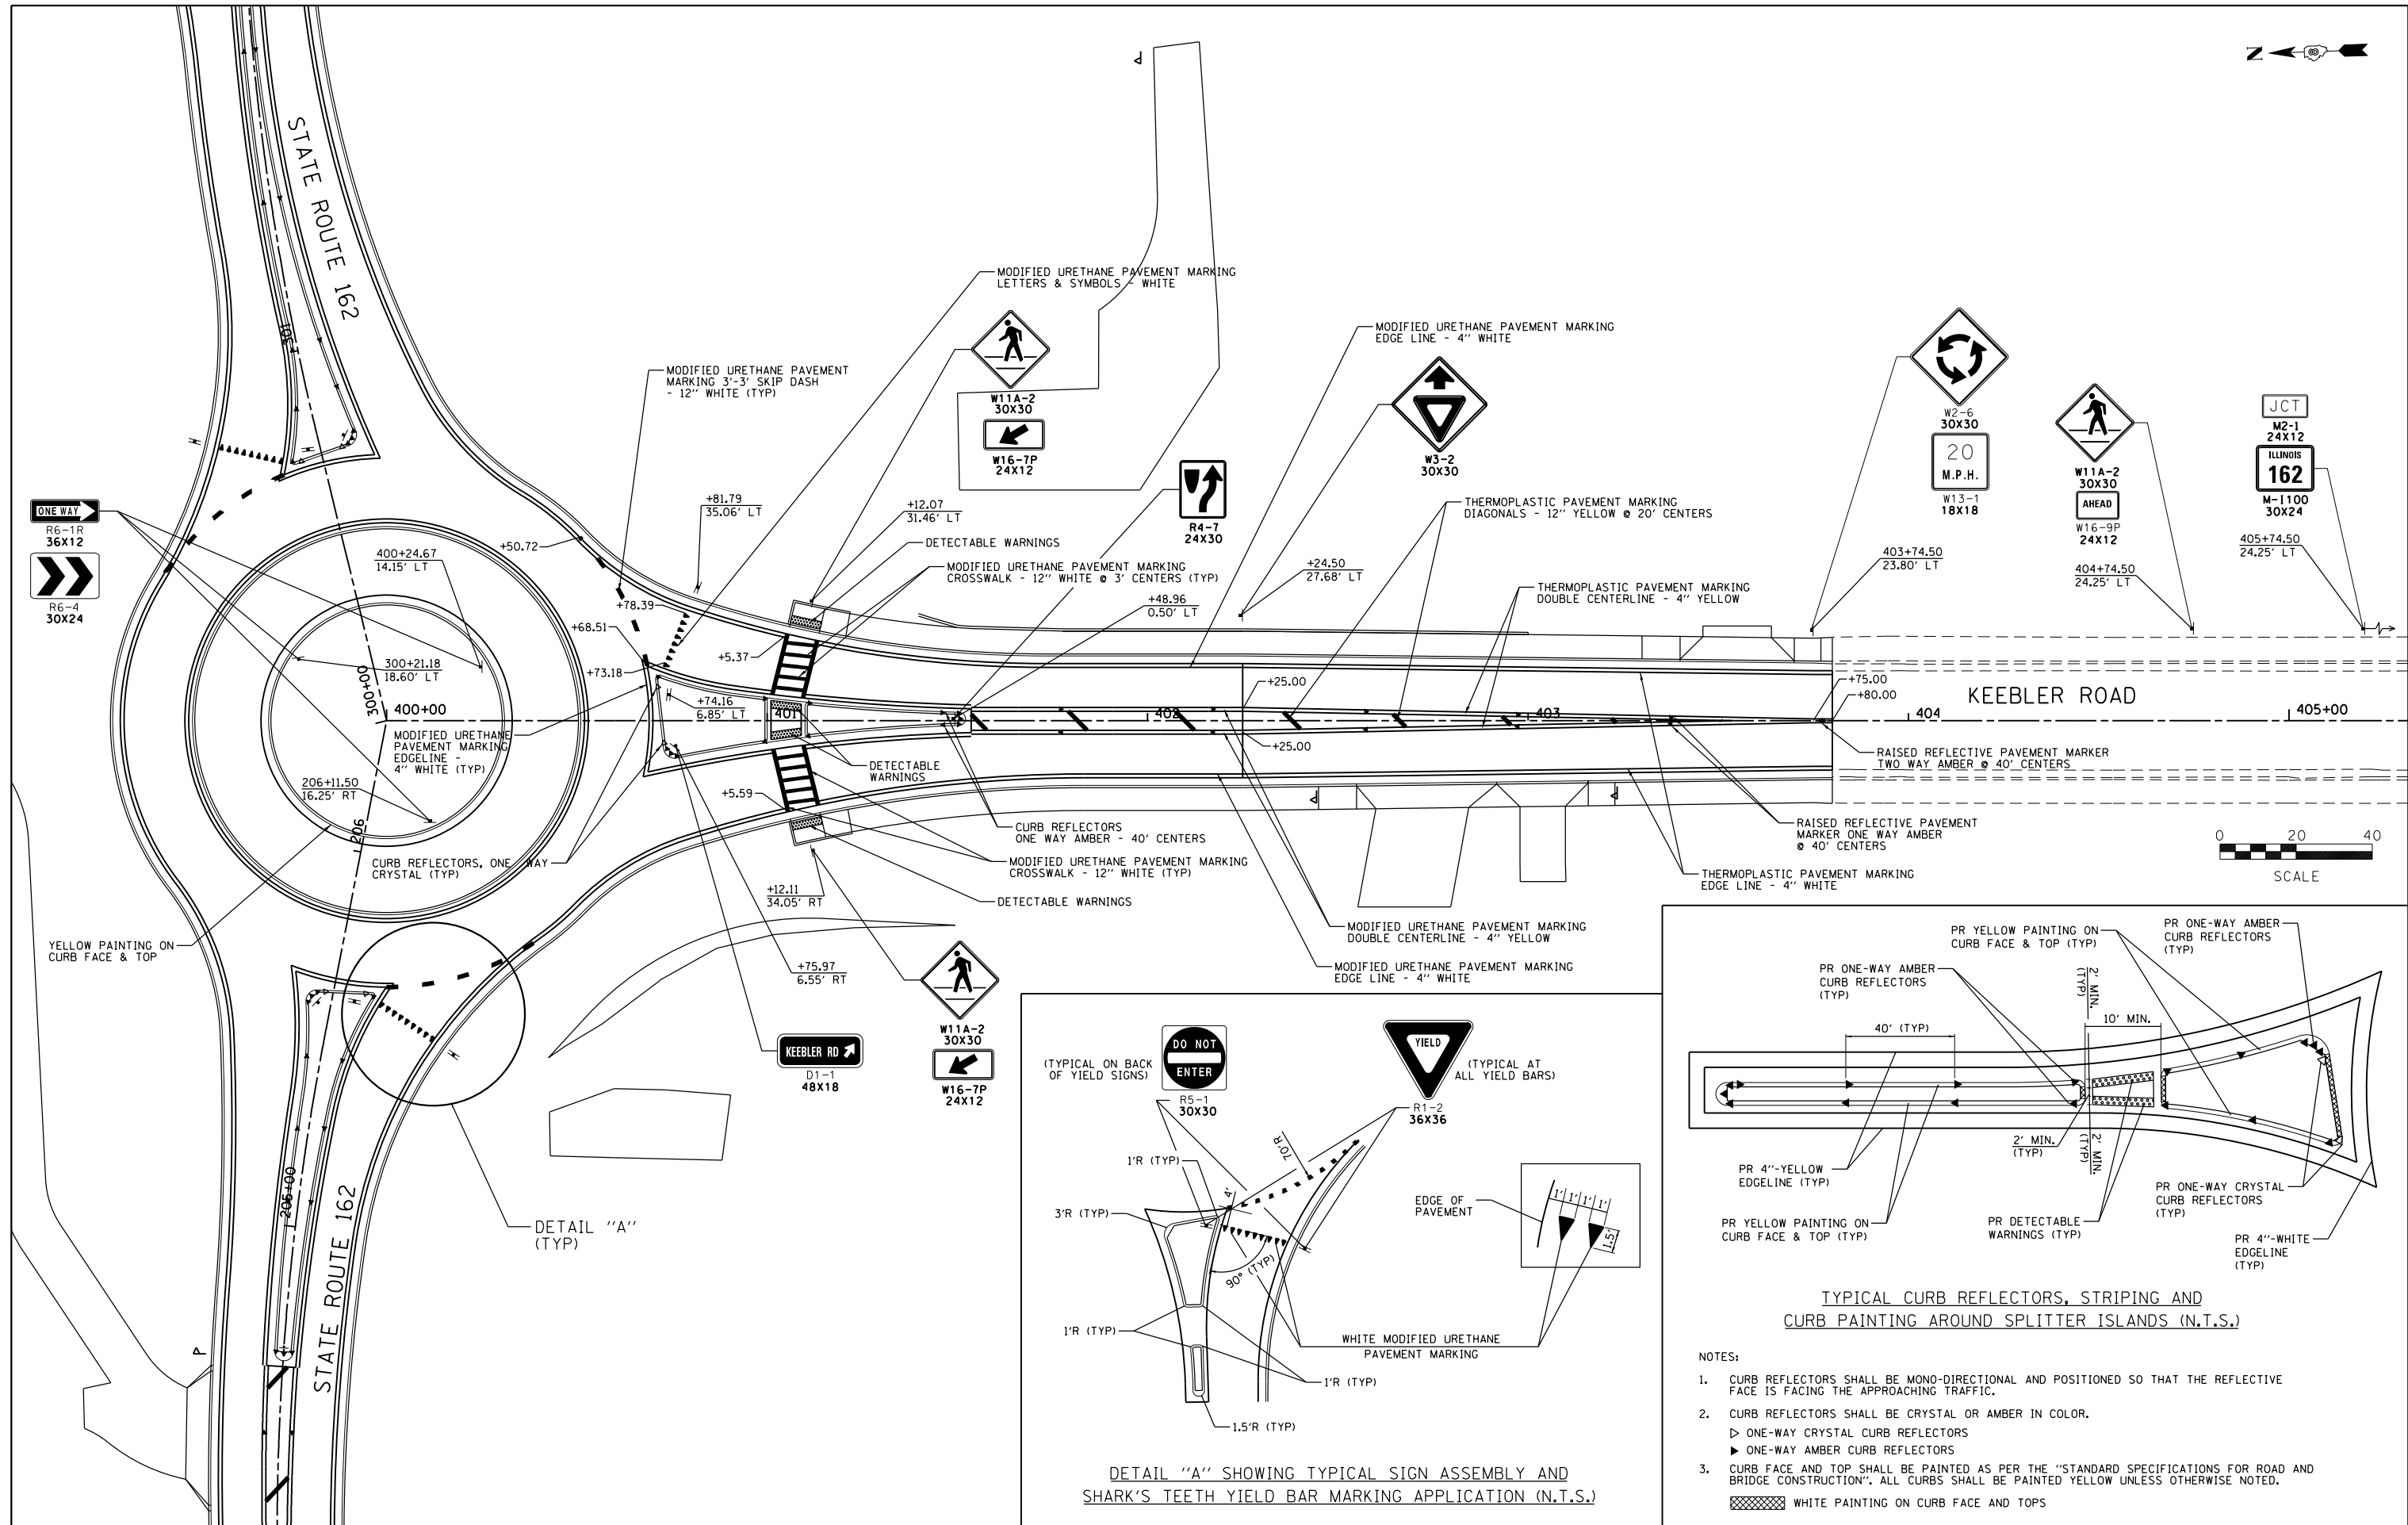 N
STATE ROUTE 162
301
MODIFIED URETHANE PAVEMENT MARKING
LETTERS & SYMBOLS - WHITE
MODIFIED URETHANE PAVEMENT
MARKING 3'-3' SKIP DASH
- 12" WHITE (TYP)
W11A-2
30X30
W16-7P
24X12
MODIFIED URETHANE PAVEMENT MARKING
EDGE LINE - 4" WHITE
W3-2
30X30
R4-7
24X30
W2-6
30X30
20
M.P.H.
W13-1
18X18
W11A-2
30X30
AHEAD
W16-9P
24X12
JCT
M2-1
24X12
ILLINOIS
162
M-1100
30X24
ONE WAY
R6-1R
36X12
R6-4
30X24
400+24.67
14.15' LT
300+21.18
18.60' LT
300+00
400+00
206+11.50
16.25' RT
206
+50.72
+81.79
35.06' LT
+12.07
31.46' LT
DETECTABLE WARNINGS
MODIFIED URETHANE PAVEMENT MARKING
CROSSWALK - 12" WHITE @ 3' CENTERS (TYP)
+48.96
0.50' LT
+24.50
27.68' LT
THERMOPLASTIC PAVEMENT MARKING
DIAGONALS - 12" YELLOW @ 20' CENTERS
THERMOPLASTIC PAVEMENT MARKING
DOUBLE CENTERLINE - 4" YELLOW
403+74.50
23.80' LT
404+74.50
24.25' LT
405+74.50
24.25' LT
+78.39
+68.51
+73.18
+5.37
+74.16
6.85' LT
401
402
403
404
405+00
+25.00
+25.00
+75.00
+80.00
KEEBLER ROAD
MODIFIED URETHANE
PAVEMENT MARKING
EDGELINE -
4" WHITE (TYP)
+5.59
DETECTABLE
WARNINGS
RAISED REFLECTIVE PAVEMENT MARKER
TWO WAY AMBER @ 40' CENTERS
CURB REFLECTORS
ONE WAY AMBER - 40' CENTERS
MODIFIED URETHANE PAVEMENT MARKING
CROSSWALK - 12" WHITE (TYP)
DETECTABLE WARNINGS
RAISED REFLECTIVE PAVEMENT
MARKER ONE WAY AMBER
@ 40' CENTERS
THERMOPLASTIC PAVEMENT MARKING
EDGE LINE - 4" WHITE
0 20 40
SCALE
CURB REFLECTORS, ONE WAY
CRYSTAL (TYP)
+12.11
34.05' RT
+75.97
6.55' RT
YELLOW PAINTING ON
CURB FACE & TOP
MODIFIED URETHANE PAVEMENT MARKING
DOUBLE CENTERLINE - 4" YELLOW
MODIFIED URETHANE PAVEMENT MARKING
EDGE LINE - 4" WHITE
W11A-2
30X30
W16-7P
24X12
KEEBLER RD
D1-1
48X18
205+00
STATE ROUTE 162
DETAIL "A"
(TYP)
(TYPICAL ON BACK
OF YIELD SIGNS)
DO NOT
ENTER
R5-1
30X30
YIELD
(TYPICAL AT
ALL YIELD BARS)
R1-2
36X36
1'R (TYP)
70'R
4'
3'R (TYP)
90° (TYP)
1'R (TYP)
EDGE OF
PAVEMENT
1' 1' 1' 1'
1.5'
WHITE MODIFIED URETHANE
PAVEMENT MARKING
1'R (TYP)
1.5'R (TYP)
DETAIL "A" SHOWING TYPICAL SIGN ASSEMBLY AND
SHARK'S TEETH YIELD BAR MARKING APPLICATION (N.T.S.)
PR YELLOW PAINTING ON
CURB FACE & TOP (TYP)
PR ONE-WAY AMBER
CURB REFLECTORS
(TYP)
PR ONE-WAY AMBER
CURB REFLECTORS
(TYP)
2' MIN.
(TYP)
10' MIN.
40' (TYP)
2' MIN.
(TYP)
2' MIN.
(TYP)
PR 4"-YELLOW
EDGELINE (TYP)
PR YELLOW PAINTING ON
CURB FACE & TOP (TYP)
PR DETECTABLE
WARNINGS (TYP)
PR ONE-WAY CRYSTAL
CURB REFLECTORS
(TYP)
PR 4"-WHITE
EDGELINE
(TYP)
TYPICAL CURB REFLECTORS, STRIPING AND
CURB PAINTING AROUND SPLITTER ISLANDS (N.T.S.)
NOTES:
1. CURB REFLECTORS SHALL BE MONO-DIRECTIONAL AND POSITIONED SO THAT THE REFLECTIVE
FACE IS FACING THE APPROACHING TRAFFIC.
2. CURB REFLECTORS SHALL BE CRYSTAL OR AMBER IN COLOR.
▷ ONE-WAY CRYSTAL CURB REFLECTORS
▶ ONE-WAY AMBER CURB REFLECTORS
3. CURB FACE AND TOP SHALL BE PAINTED AS PER THE "STANDARD SPECIFICATIONS FOR ROAD AND
BRIDGE CONSTRUCTION". ALL CURBS SHALL BE PAINTED YELLOW UNLESS OTHERWISE NOTED.
WHITE PAINTING ON CURB FACE AND TOPS